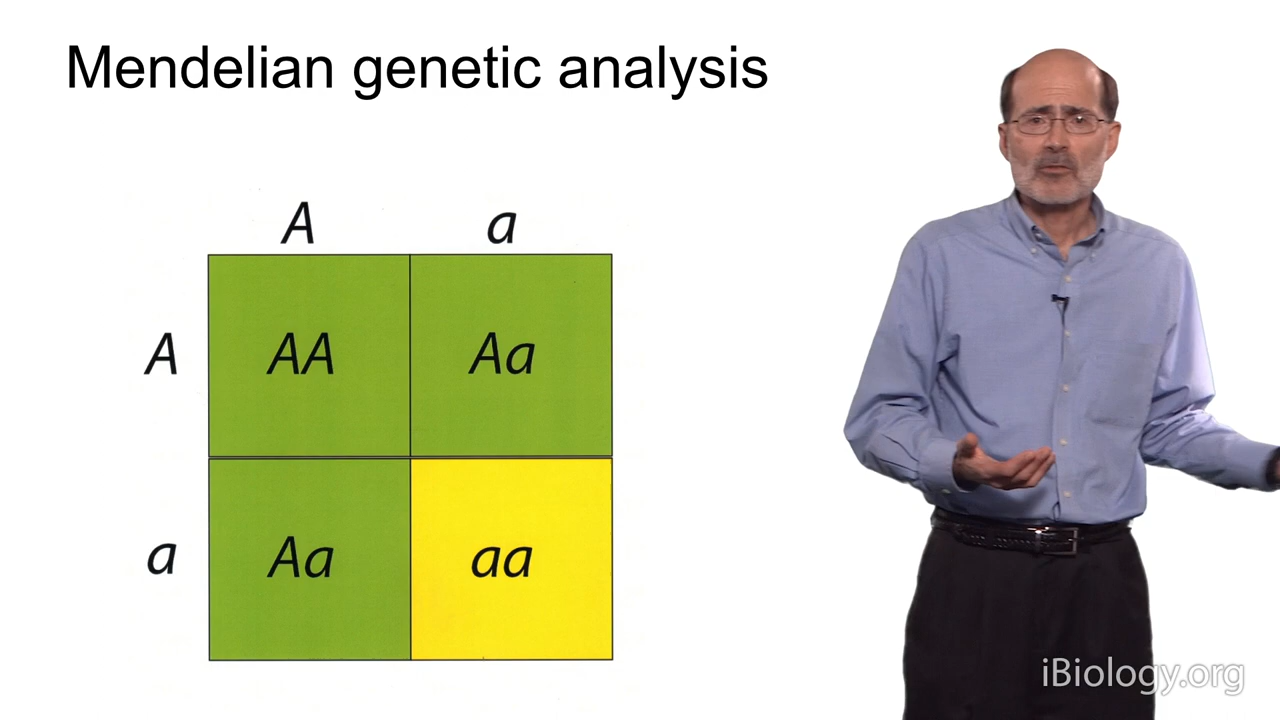 Mendelian genetic analysis
A a
A AA Aa
a Aa aa
iBiology.org